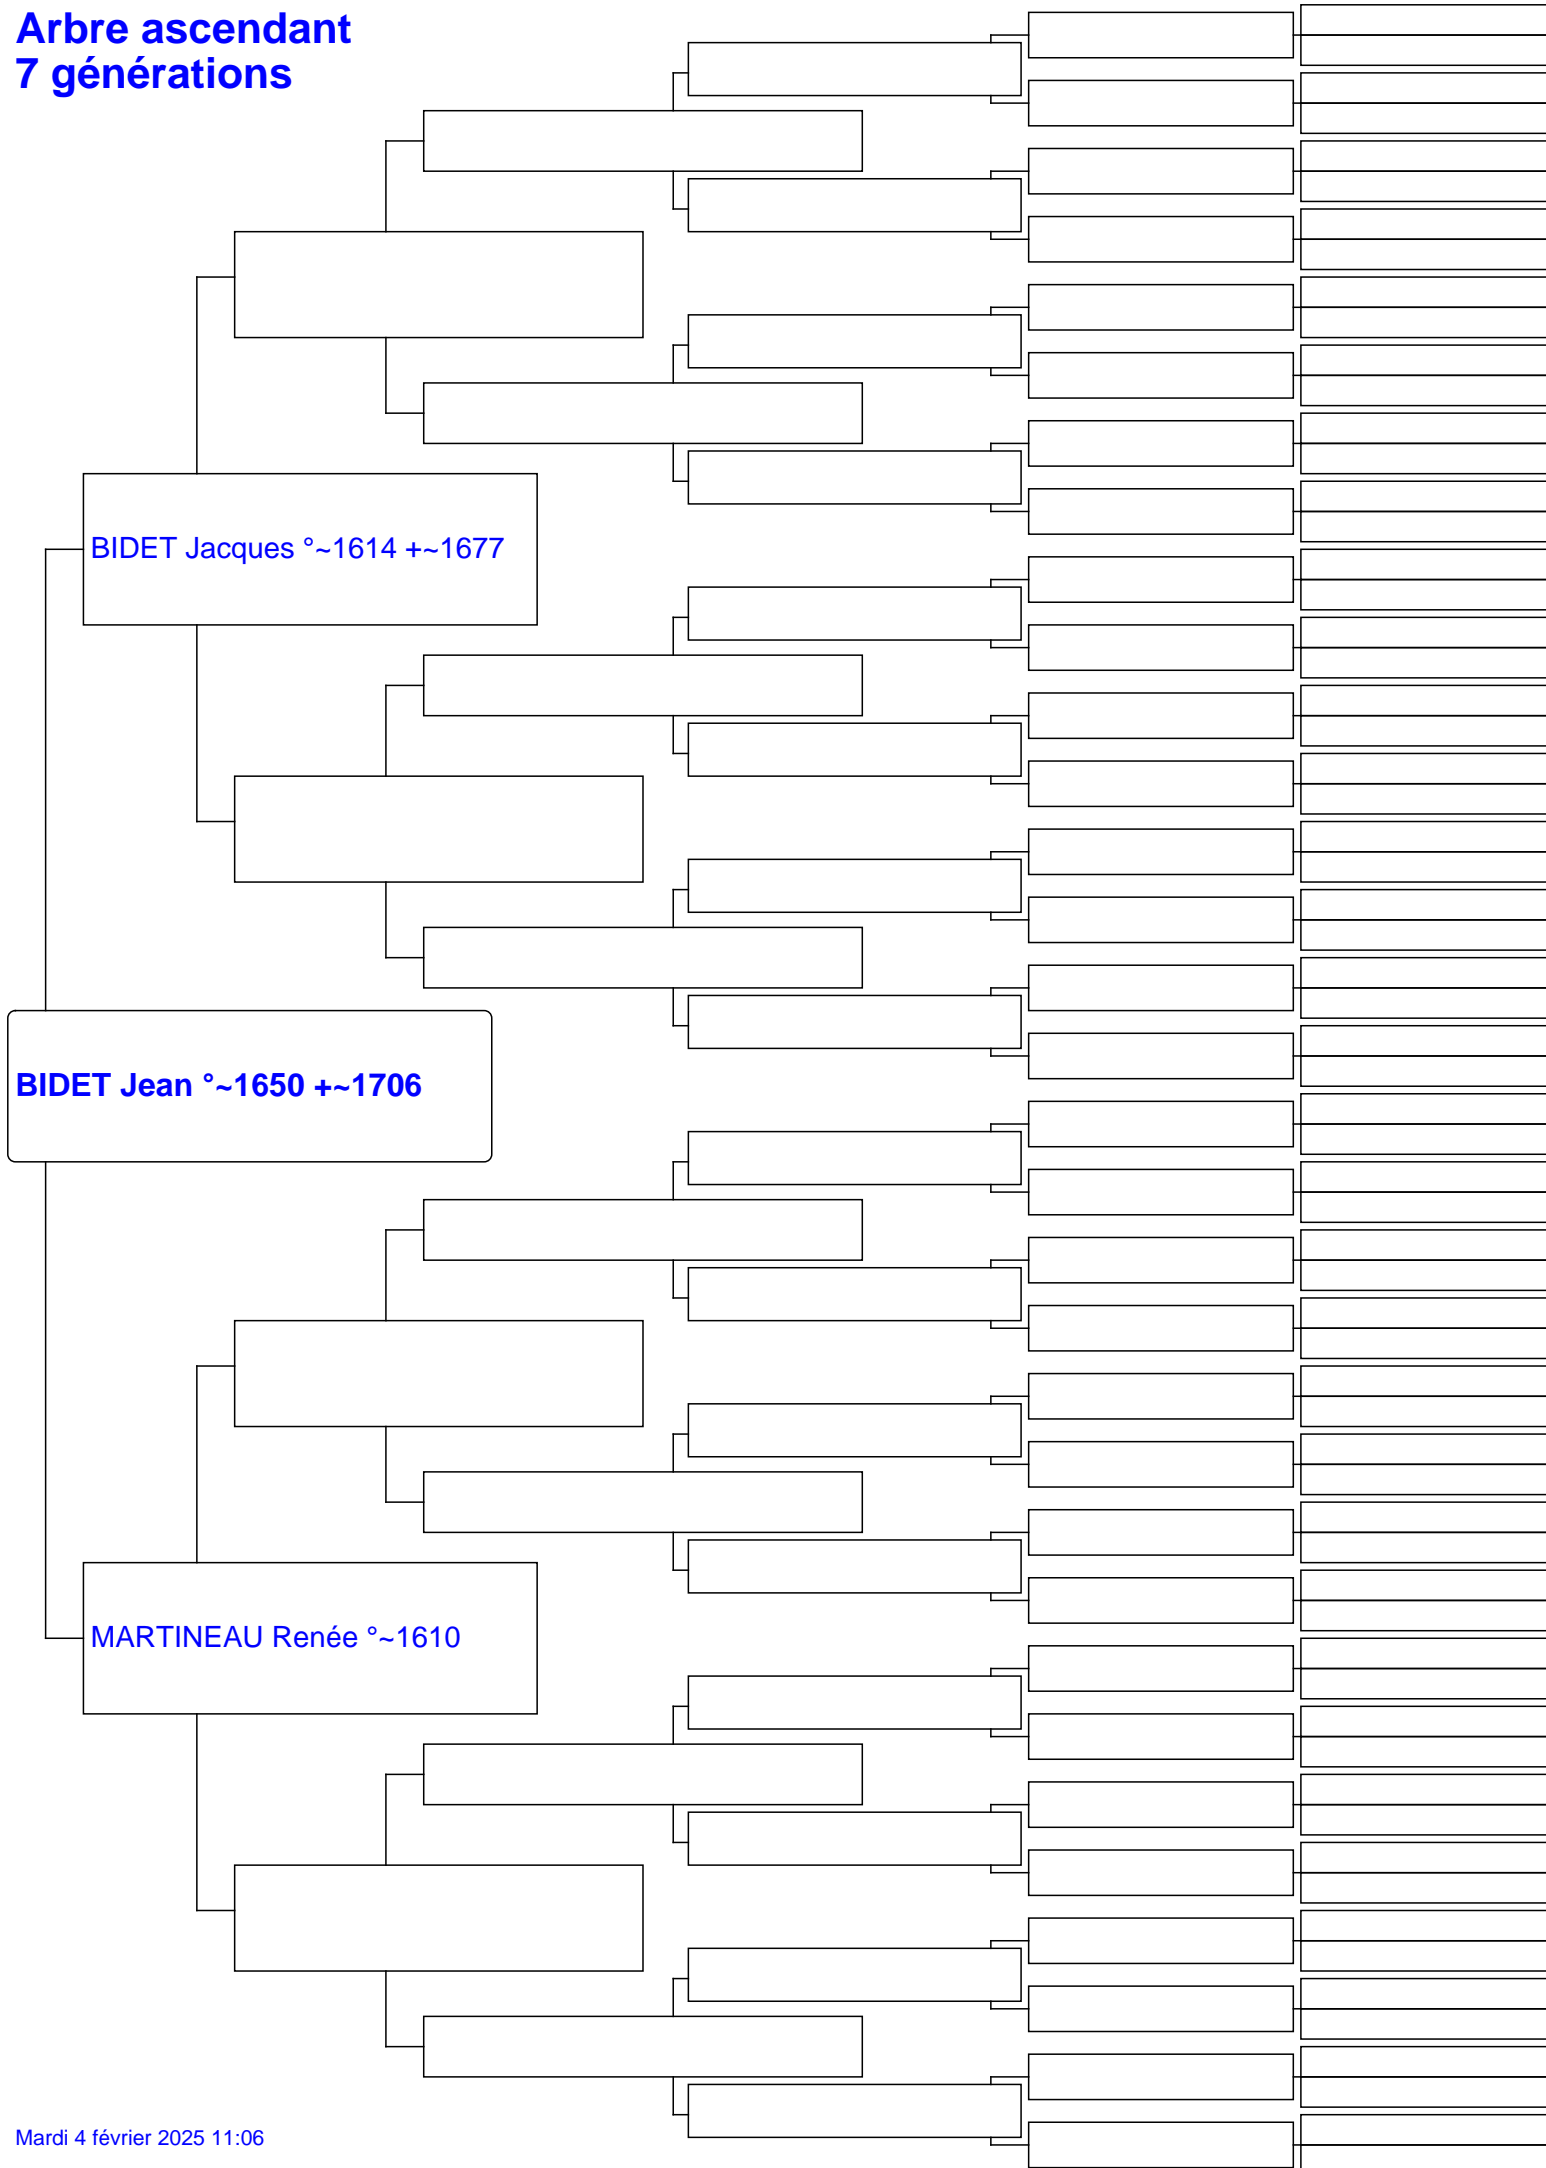 Arbre ascendant
7 générations
BIDET Jacques °~1614 +~1677
BIDET Jean °~1650 +~1706
MARTINEAU Renée °~1610
Mardi 4 février 2025 11:06